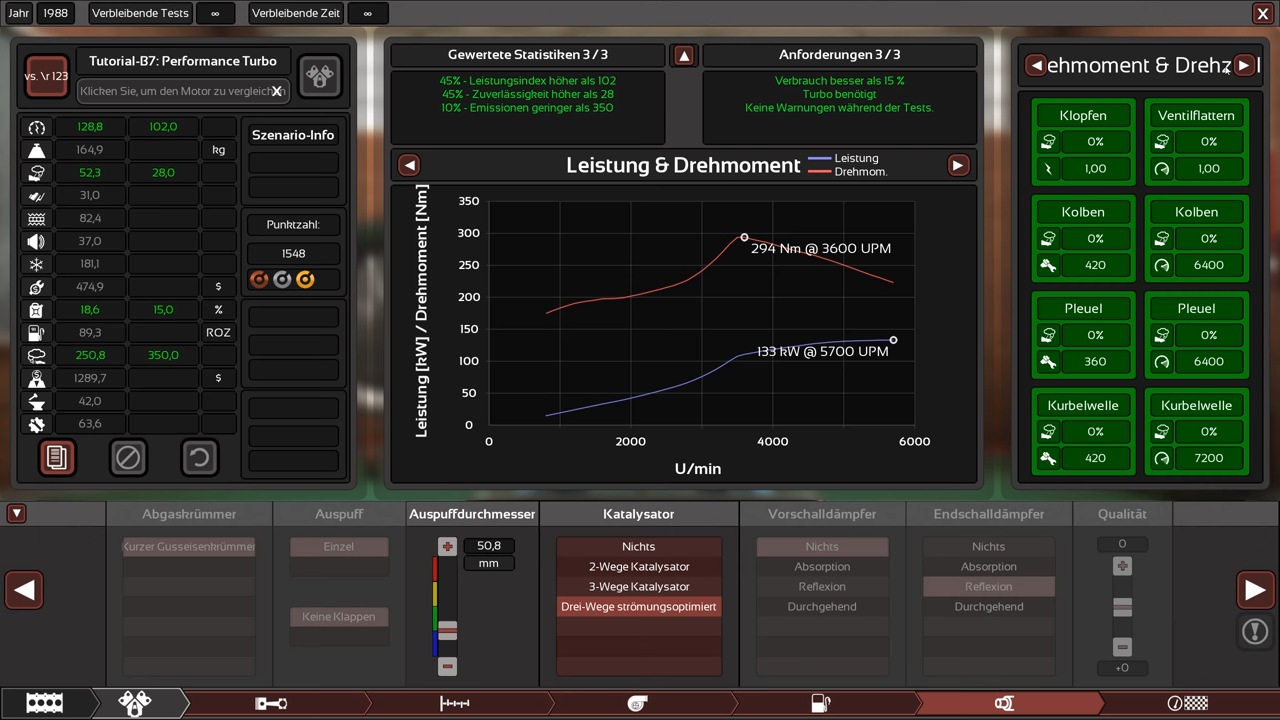 Jahr 1988 Verbleibende Tests ∞ Verbleibende Zeit ∞ X
vs. \r 123
Tutorial-B7: Performance Turbo
Klicken Sie, um den Motor zu vergleichen X
128,8 102,0
164,9 kg
52,3 28,0
31,0
82,4
37,0
181,1
474,9 $
18,6 15,0 %
89,3 ROZ
250,8 350,0
1289,7 $
42,0
63,6
Szenario-Info
Punktzahl:
1548
Gewertete Statistiken 3 / 3
45% - Leistungsindex höher als 102
45% - Zuverlässigkeit höher als 28
10% - Emissionen geringer als 350
Anforderungen 3 / 3
Verbrauch besser als 15 %
Turbo benötigt
Keine Warnungen während der Tests.
Leistung & Drehmoment
Leistung
Drehmom.
Leistung [kW] / Drehmoment [Nm]
350
300
250
200
150
100
50
0
294 Nm @ 3600 UPM
133 kW @ 5700 UPM
0 2000 4000 6000
U/min
ehmoment & Drehz l
Klopfen Ventilflattern
0% 0%
1,00 1,00
Kolben Kolben
0% 0%
420 6400
Pleuel Pleuel
0% 0%
360 6400
Kurbelwelle Kurbelwelle
0% 0%
420 7200
Abgaskrümmer
Kurzer Gusseisenkrümmer
Auspuff
Einzel
Keine Klappen
Auspuffdurchmesser
50,8
mm
Katalysator
Nichts
2-Wege Katalysator
3-Wege Katalysator
Drei-Wege strömungsoptimiert
Vorschalldämpfer
Nichts
Absorption
Reflexion
Durchgehend
Endschalldämpfer
Nichts
Absorption
Reflexion
Durchgehend
Qualität
0
+0